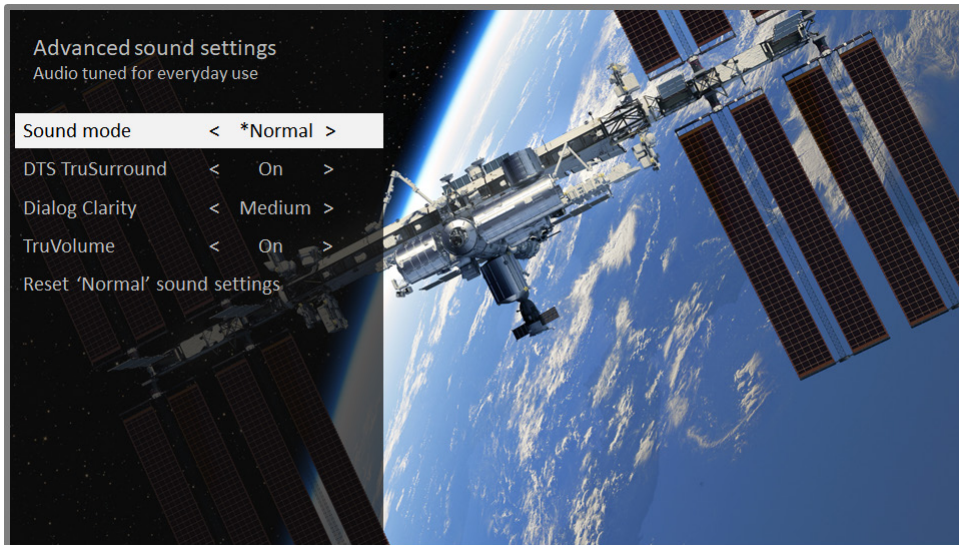 Advanced sound settings
Audio tuned for everyday use
Sound mode < *Normal >
DTS TruSurround < On >
Dialog Clarity < Medium >
TruVolume < On >
Reset ‘Normal’ sound settings